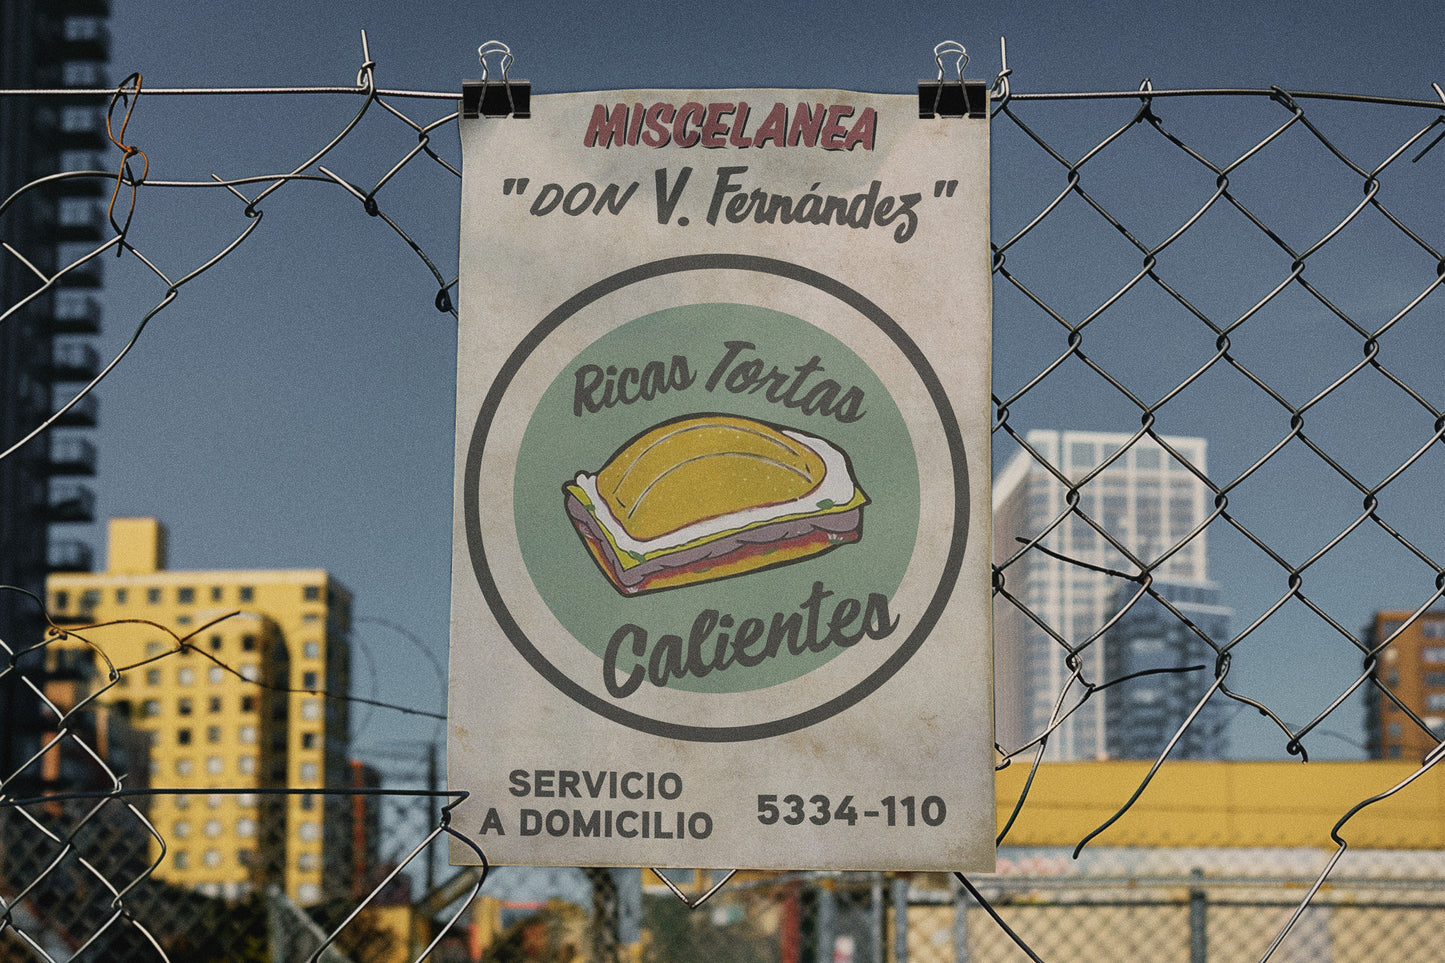 MISCELANEA
"DON V. Fernández"
Ricas Tortas
Calientes
SERVICIO
A DOMICILIO
5334-110